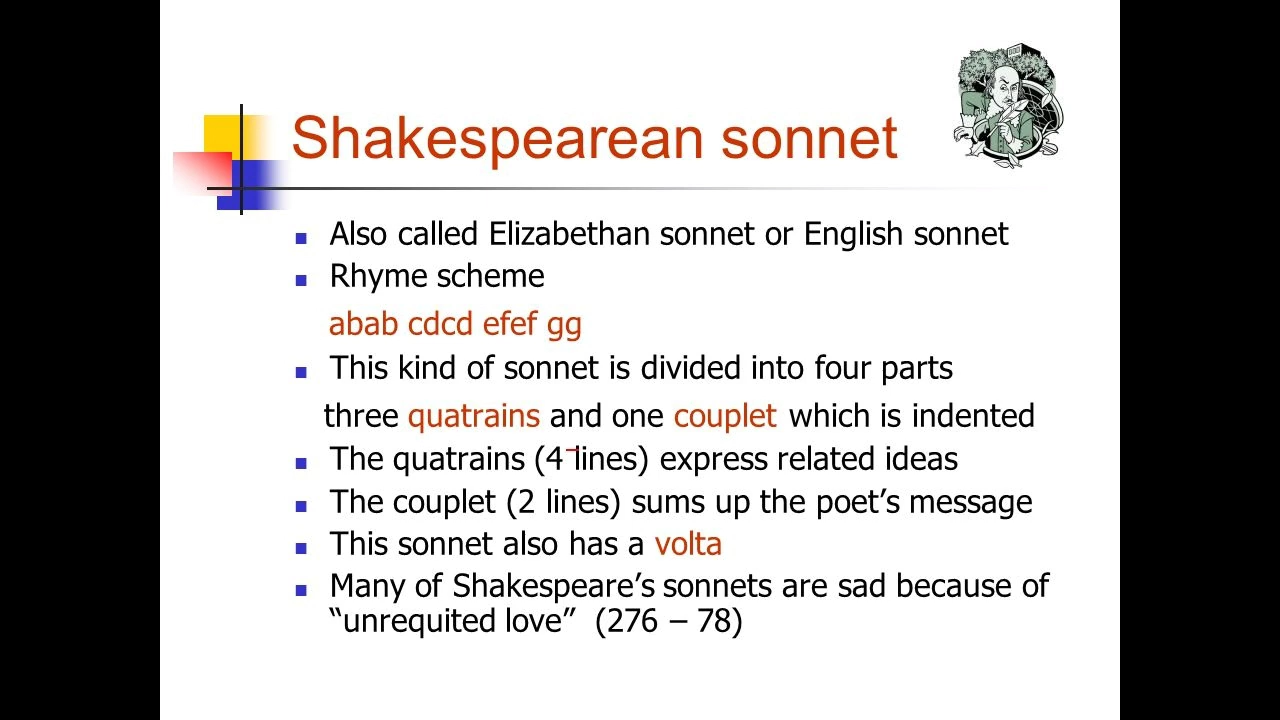 Shakespearean sonnet
Also called Elizabethan sonnet or English sonnet
Rhyme scheme
abab cdcd efef gg
This kind of sonnet is divided into four parts
three quatrains and one couplet which is indented
The quatrains (4 lines) express related ideas
The couplet (2 lines) sums up the poet’s message
This sonnet also has a volta
Many of Shakespeare’s sonnets are sad because of
“unrequited love” (276 – 78)